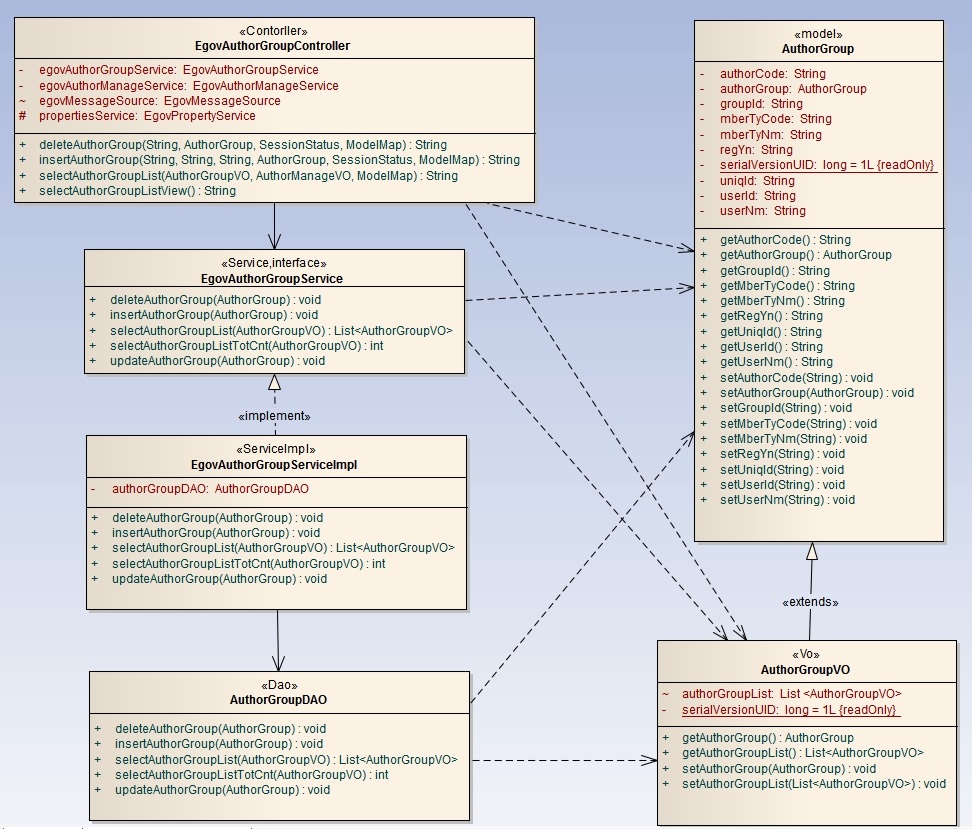 «Contorller»
EgovAuthorGroupController
- egovAuthorGroupService: EgovAuthorGroupService
- egovAuthorManageService: EgovAuthorManageService
~ egovMessageSource: EgovMessageSource
# propertiesService: EgovPropertyService
+ deleteAuthorGroup(String, AuthorGroup, SessionStatus, ModelMap) : String
+ insertAuthorGroup(String, String, String, AuthorGroup, SessionStatus, ModelMap) : String
+ selectAuthorGroupList(AuthorGroupVO, AuthorManageVO, ModelMap) : String
+ selectAuthorGroupListView() : String
«Service,interface»
EgovAuthorGroupService
+ deleteAuthorGroup(AuthorGroup) : void
+ insertAuthorGroup(AuthorGroup) : void
+ selectAuthorGroupList(AuthorGroupVO) : List<AuthorGroupVO>
+ selectAuthorGroupListTotCnt(AuthorGroupVO) : int
+ updateAuthorGroup(AuthorGroup) : void
«implement»
«ServiceImpl»
EgovAuthorGroupServiceImpl
- authorGroupDAO: AuthorGroupDAO
+ deleteAuthorGroup(AuthorGroup) : void
+ insertAuthorGroup(AuthorGroup) : void
+ selectAuthorGroupList(AuthorGroupVO) : List<AuthorGroupVO>
+ selectAuthorGroupListTotCnt(AuthorGroupVO) : int
+ updateAuthorGroup(AuthorGroup) : void
«Dao»
AuthorGroupDAO
+ deleteAuthorGroup(AuthorGroup) : void
+ insertAuthorGroup(AuthorGroup) : void
+ selectAuthorGroupList(AuthorGroupVO) : List<AuthorGroupVO>
+ selectAuthorGroupListTotCnt(AuthorGroupVO) : int
+ updateAuthorGroup(AuthorGroup) : void
«model»
AuthorGroup
- authorCode: String
- authorGroup: AuthorGroup
- groupId: String
- mberTyCode: String
- mberTyNm: String
- regYn: String
- serialVersionUID: long = 1L {readOnly}
- uniqId: String
- userId: String
- userNm: String
+ getAuthorCode() : String
+ getAuthorGroup() : AuthorGroup
+ getGroupId() : String
+ getMberTyCode() : String
+ getMberTyNm() : String
+ getRegYn() : String
+ getUniqId() : String
+ getUserId() : String
+ getUserNm() : String
+ setAuthorCode(String) : void
+ setAuthorGroup(AuthorGroup) : void
+ setGroupId(String) : void
+ setMberTyCode(String) : void
+ setMberTyNm(String) : void
+ setRegYn(String) : void
+ setUniqId(String) : void
+ setUserId(String) : void
+ setUserNm(String) : void
«extends»
«Vo»
AuthorGroupVO
~ authorGroupList: List <AuthorGroupVO>
- serialVersionUID: long = 1L {readOnly}
+ getAuthorGroup() : AuthorGroup
+ getAuthorGroupList() : List<AuthorGroupVO>
+ setAuthorGroup(AuthorGroup) : void
+ setAuthorGroupList(List<AuthorGroupVO>) : void